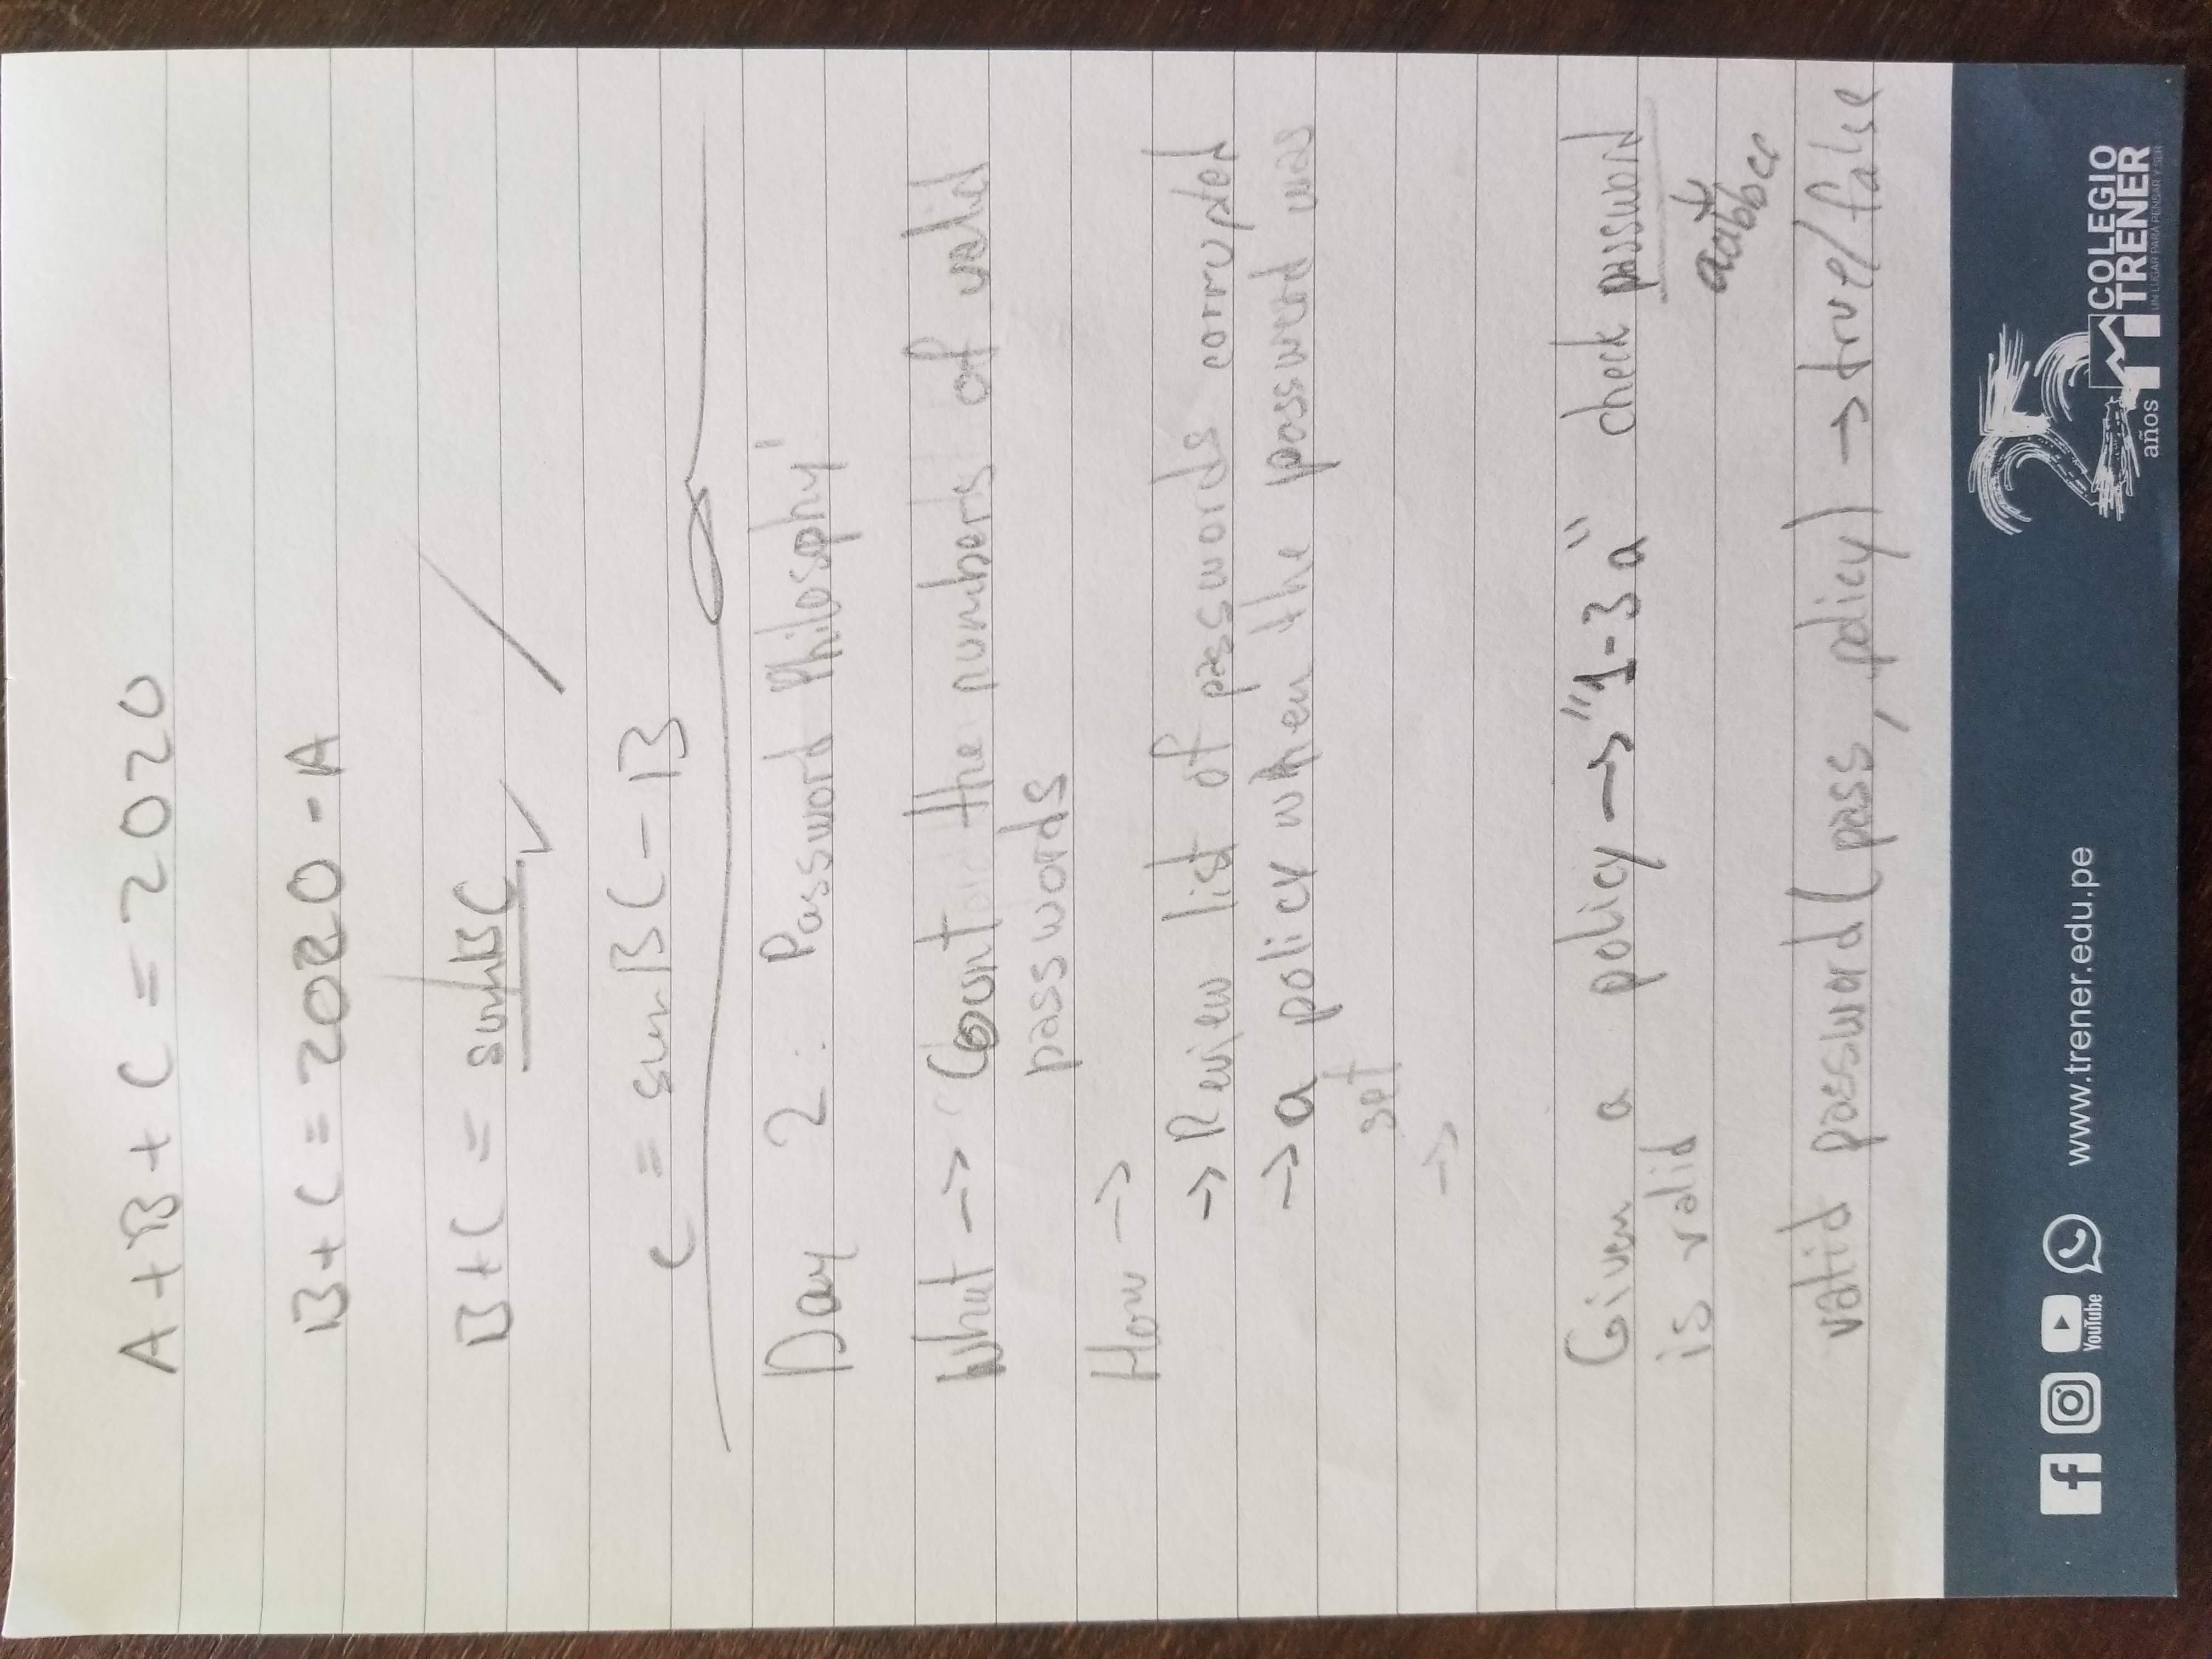 A + B + C = 2020
B + C = 2020 - A
B + C = sumBC
c = sumBC - B
Day 2: Password Philosphy'
What -> Count the numbers of valid
passwords
How ->
-> Review list of passwords corrupted
-> a policy when the password was
set
->
Given a policy -> "1-3 a" check password
is valid
aabbcc
valid password (pass, policy) -> true/false
YouTube
www.trener.edu.pe
25
años
COLEGIO
TRENER
UN LUGAR PARA PENSAR Y SER